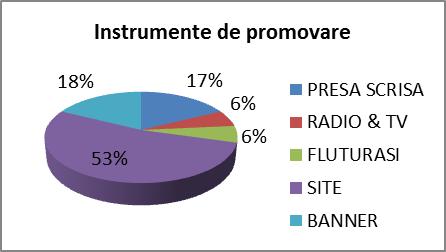 Instrumente de promovare
18%
17%
6%
6%
53%
PRESA SCRISA
RADIO & TV
FLUTURASI
SITE
BANNER